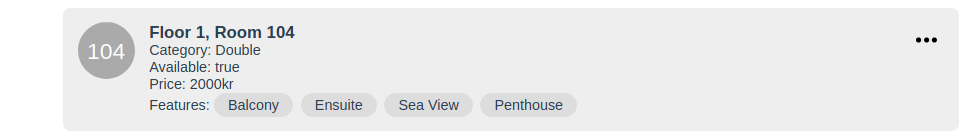 104
Floor 1, Room 104
Category: Double
Available: true
Price: 2000kr
Features: Balcony Ensuite Sea View Penthouse